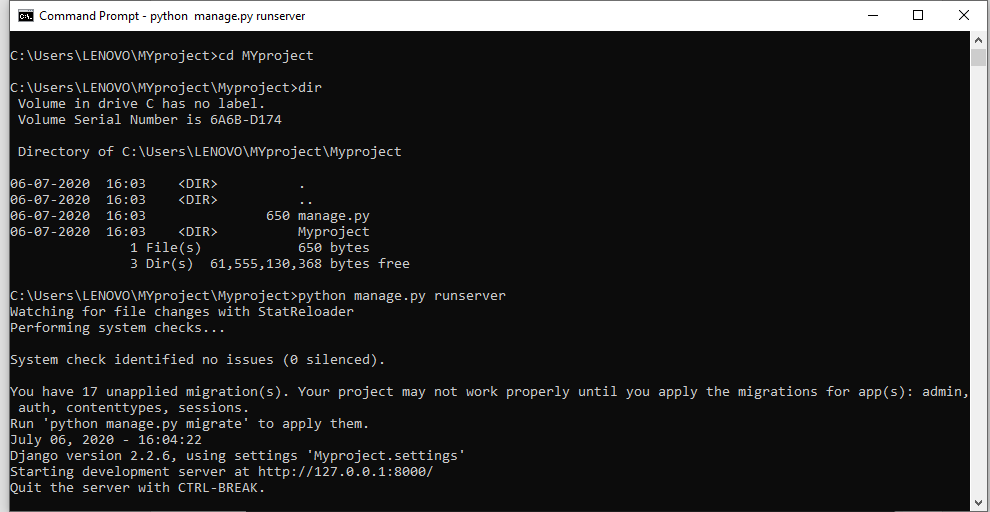 Command Prompt - python  manage.py runserver
C:\Users\LENOVO\MYproject>cd MYproject
C:\Users\LENOVO\MYproject\Myproject>dir
 Volume in drive C has no label.
 Volume Serial Number is 6A6B-D174
 Directory of C:\Users\LENOVO\MYproject\Myproject
06-07-2020  16:03    <DIR>          .
06-07-2020  16:03    <DIR>          ..
06-07-2020  16:03               650 manage.py
06-07-2020  16:03    <DIR>          Myproject
               1 File(s)            650 bytes
               3 Dir(s)  61,555,130,368 bytes free
C:\Users\LENOVO\MYproject\Myproject>python manage.py runserver
Watching for file changes with StatReloader
Performing system checks...
System check identified no issues (0 silenced).
You have 17 unapplied migration(s). Your project may not work properly until you apply the migrations for app(s): admin,
 auth, contenttypes, sessions.
Run 'python manage.py migrate' to apply them.
July 06, 2020 - 16:04:22
Django version 2.2.6, using settings 'Myproject.settings'
Starting development server at http://127.0.0.1:8000/
Quit the server with CTRL-BREAK.